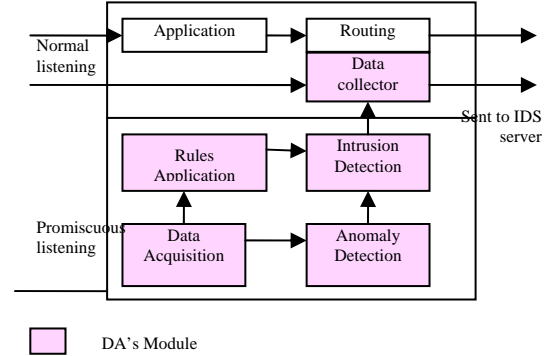 Application
Routing
Normal
listening
Data
collector
Sent to IDS
server
Rules
Application
Intrusion
Detection
Promiscuous
listening
Data
Acquisition
Anomaly
Detection
DA's Module